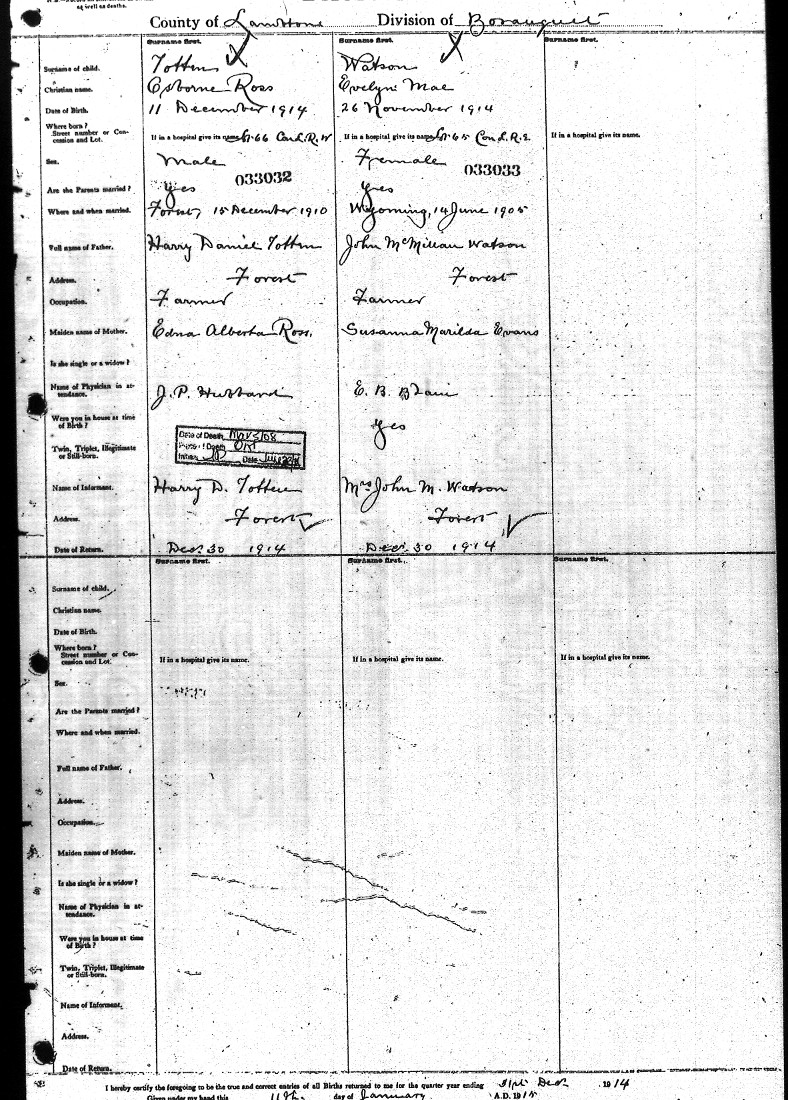 as well as deaths.
County of Lambton Division of Bosanquet
Surname first. Surname first. Surname first.
Surname of child. Totten X Watson X
Christian name. Osborne Ross Evelyn Mae
Date of Birth. 11 December 1914 26 November 1914
Where born?
Street number or Con-
cession and Lot. If in a hospital give its name Lt. 66 Con L.R.W If in a hospital give its name Lt. 65 Con L.R.E. If in a hospital give its name.
Sex. Male Female
033032 033033
Are the Parents married? Yes Yes
Where and when married. Forest, 15 December 1910 Wyoming, 14 June 1905
Full name of Father. Harry Daniel Totten John McMillan Watson
Address. Forest Forest
Occupation. Farmer Farmer
Maiden name of Mother. Edna Alberta Ross. Susanna Marilda Evans
Is she single or a widow?
Name of Physician in at-
tendance. J. P. Hubbard E. B. Blain
Were you in house at time
of Birth? Yes
Date of Death
Place of Death Ont
Initials Date
Twin, Triplet, Illegitimate
or Still-born.
Name of Informant. Harry D. Totten Mrs John M. Watson
Address. Forest Forest
Date of Return. Dec. 30 1914 Dec. 30 1914
Surname first. Surname first. Surname first.
Surname of child.
Christian name.
Date of Birth.
Where born?
Street number or Con-
cession and Lot. If in a hospital give its name. If in a hospital give its name. If in a hospital give its name.
Sex.
Are the Parents married?
Where and when married.
Full name of Father.
Address.
Occupation.
Maiden name of Mother.
Is she single or a widow?
Name of Physician in at-
tendance.
Were you in house at time
of Birth?
Twin, Triplet, Illegitimate
or Still-born.
Name of Informant.
Address.
Date of Return.
I hereby certify the foregoing to be the true and correct entries of all Births returned to me for the quarter year ending 31st Dec. 1914
Given under my hand this 11th day of January A.D. 1915